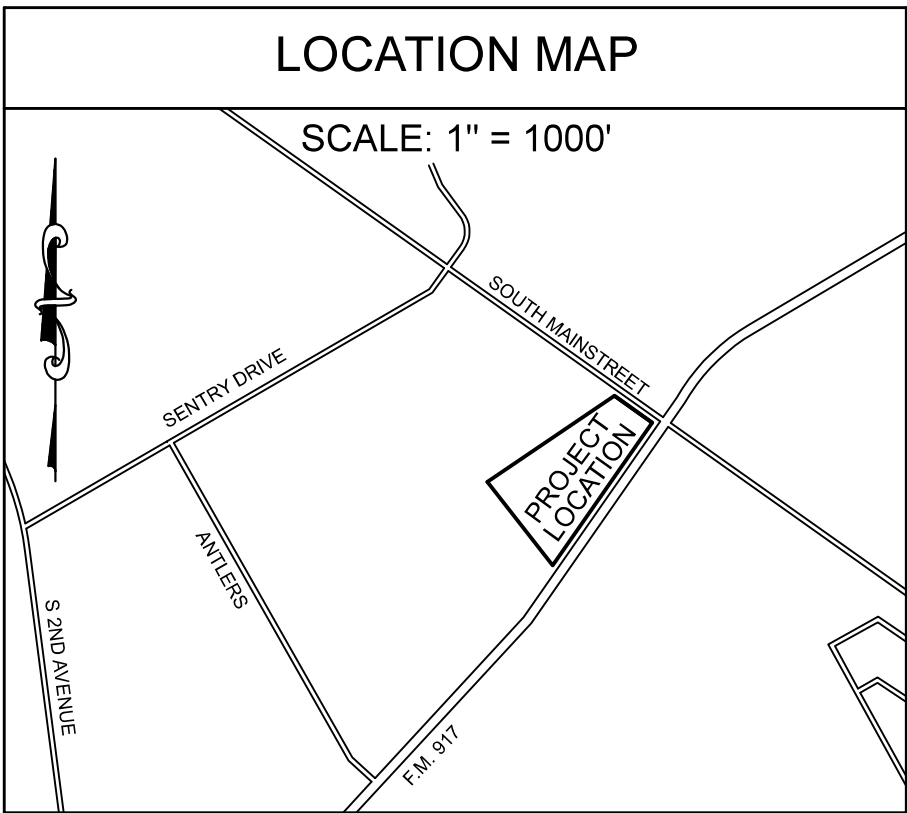 LOCATION MAP
SCALE: 1" = 1000'
SOUTH MAINSTREET
SENTRY DRIVE
PROJECT
LOCATION
ANTLERS
S 2ND AVENUE
F.M. 917